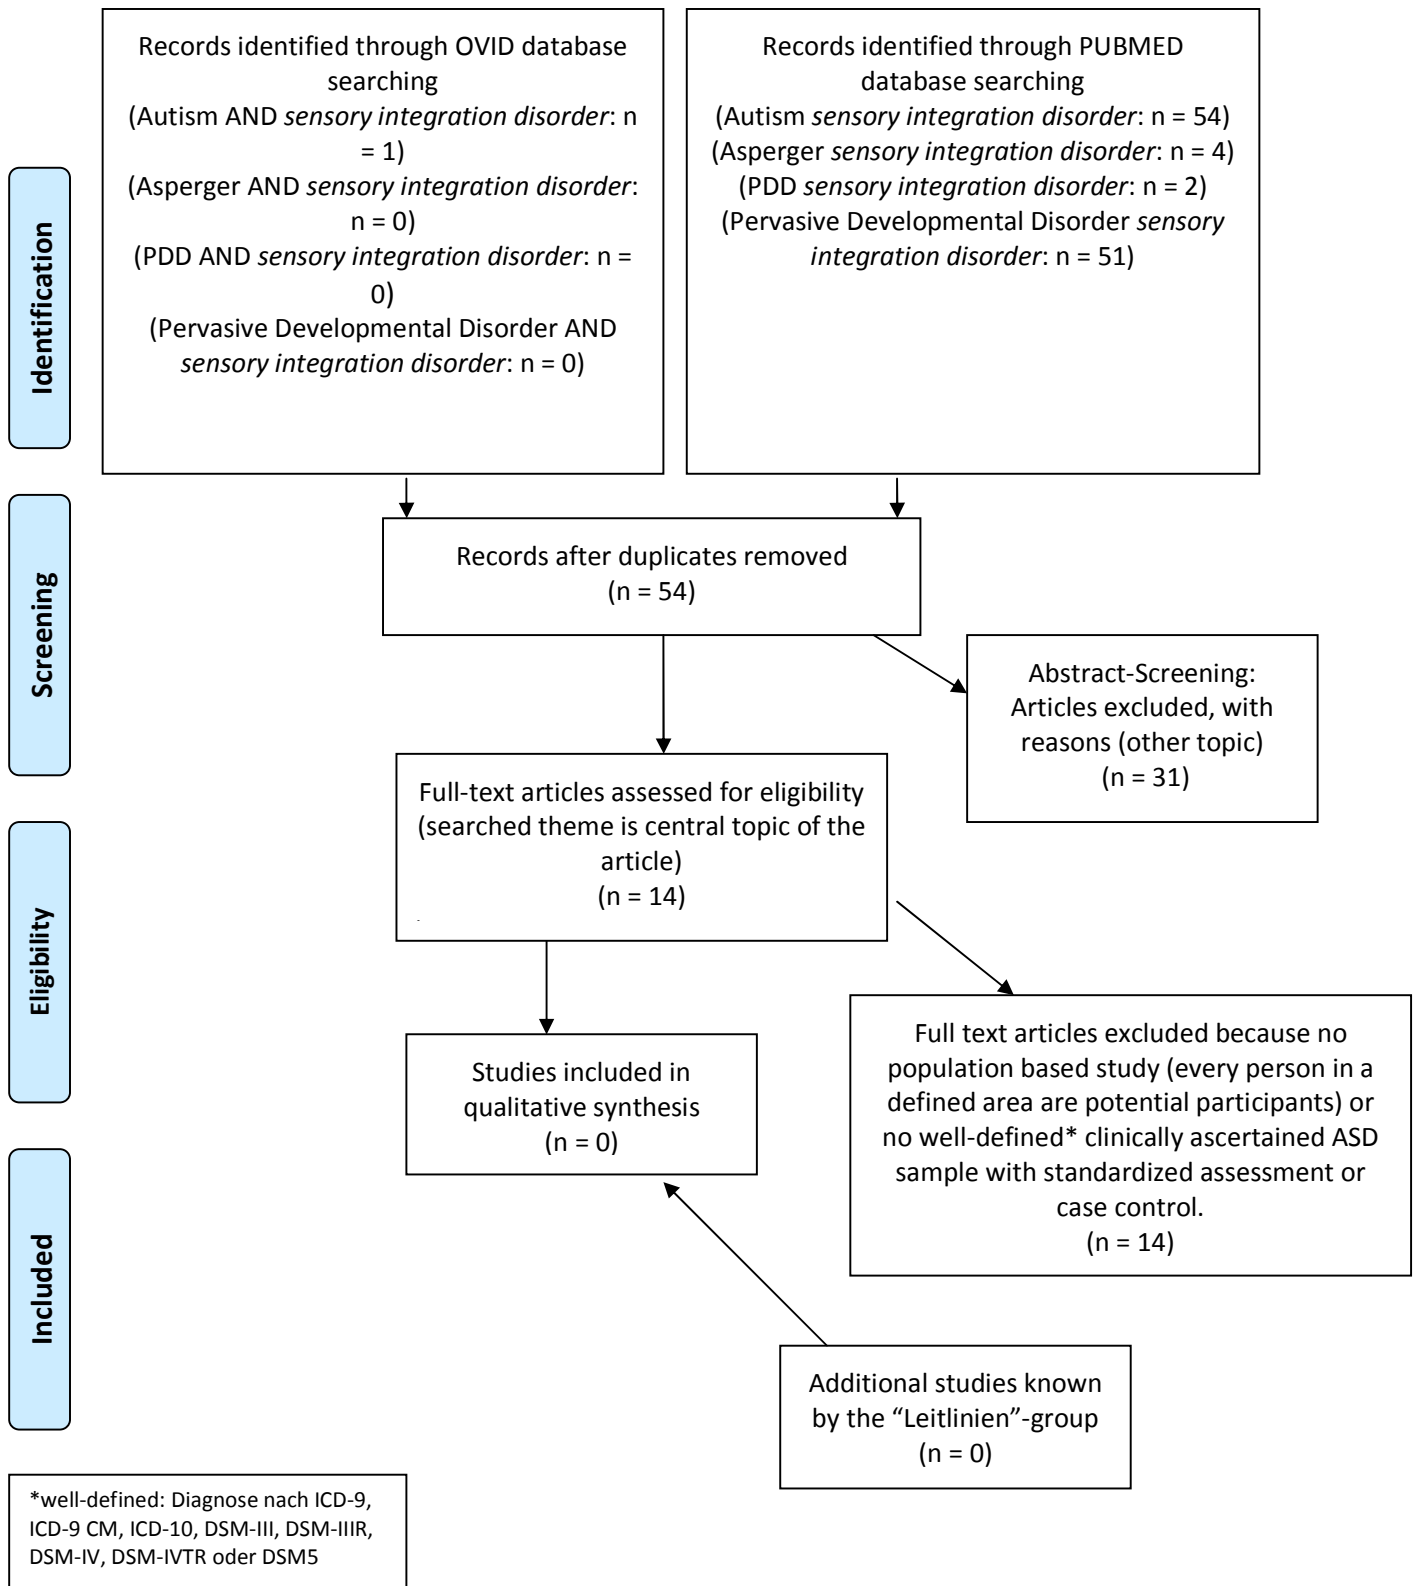 Records identified through OVID database
searching
(Autism AND sensory integration disorder: n
= 1)
(Asperger AND sensory integration disorder:
n = 0)
(PDD AND sensory integration disorder: n =
0)
(Pervasive Developmental Disorder AND
sensory integration disorder: n = 0)
Records identified through PUBMED
database searching
(Autism sensory integration disorder: n = 54)
(Asperger sensory integration disorder: n = 4)
(PDD sensory integration disorder: n = 2)
(Pervasive Developmental Disorder sensory
integration disorder: n = 51)
Identification
Records after duplicates removed
(n = 54)
Screening
Abstract-Screening:
Articles excluded, with
reasons (other topic)
(n = 31)
Full-text articles assessed for eligibility
(searched theme is central topic of the
article)
(n = 14)
Eligibility
Full text articles excluded because no
population based study (every person in a
defined area are potential participants) or
no well-defined* clinically ascertained ASD
sample with standardized assessment or
case control.
(n = 14)
Studies included in
qualitative synthesis
(n = 0)
Included
Additional studies known
by the “Leitlinien”-group
(n = 0)
*well-defined: Diagnose nach ICD-9,
ICD-9 CM, ICD-10, DSM-III, DSM-IIIR,
DSM-IV, DSM-IVTR oder DSM5